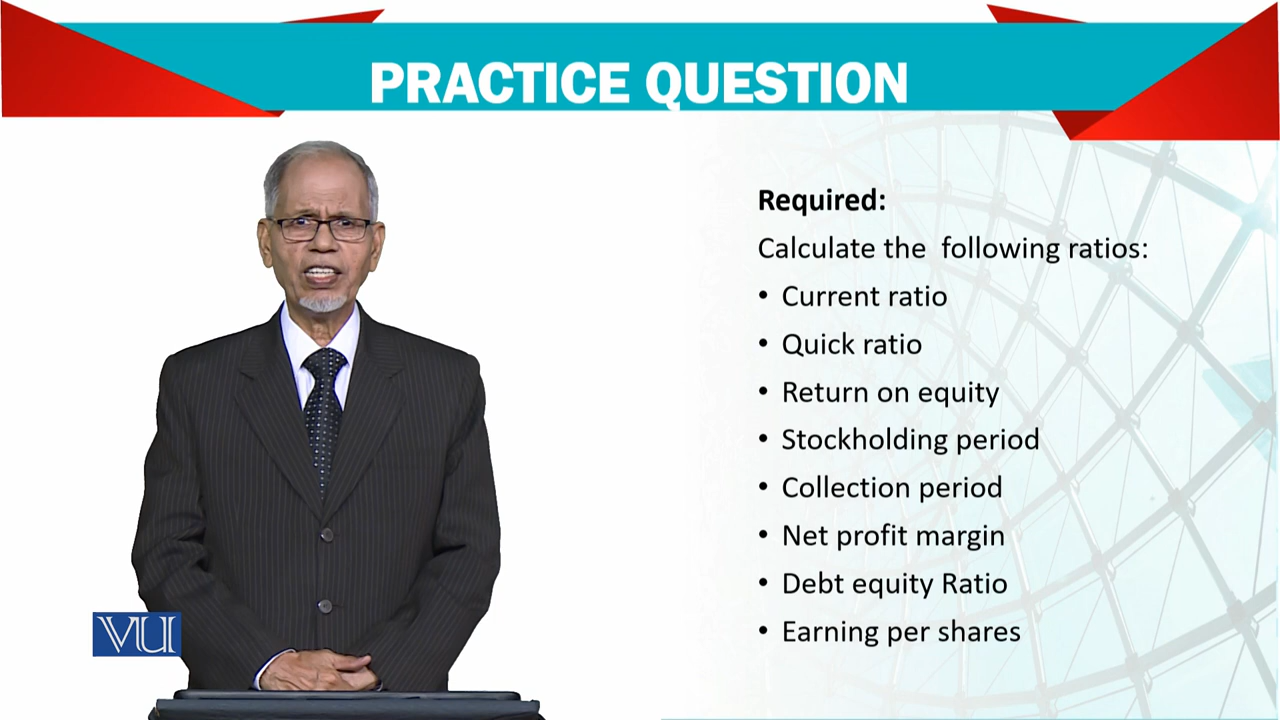 PRACTICE QUESTION
Required:
Calculate the following ratios:
• Current ratio
• Quick ratio
• Return on equity
• Stockholding period
• Collection period
• Net profit margin
• Debt equity Ratio
• Earning per shares
VU